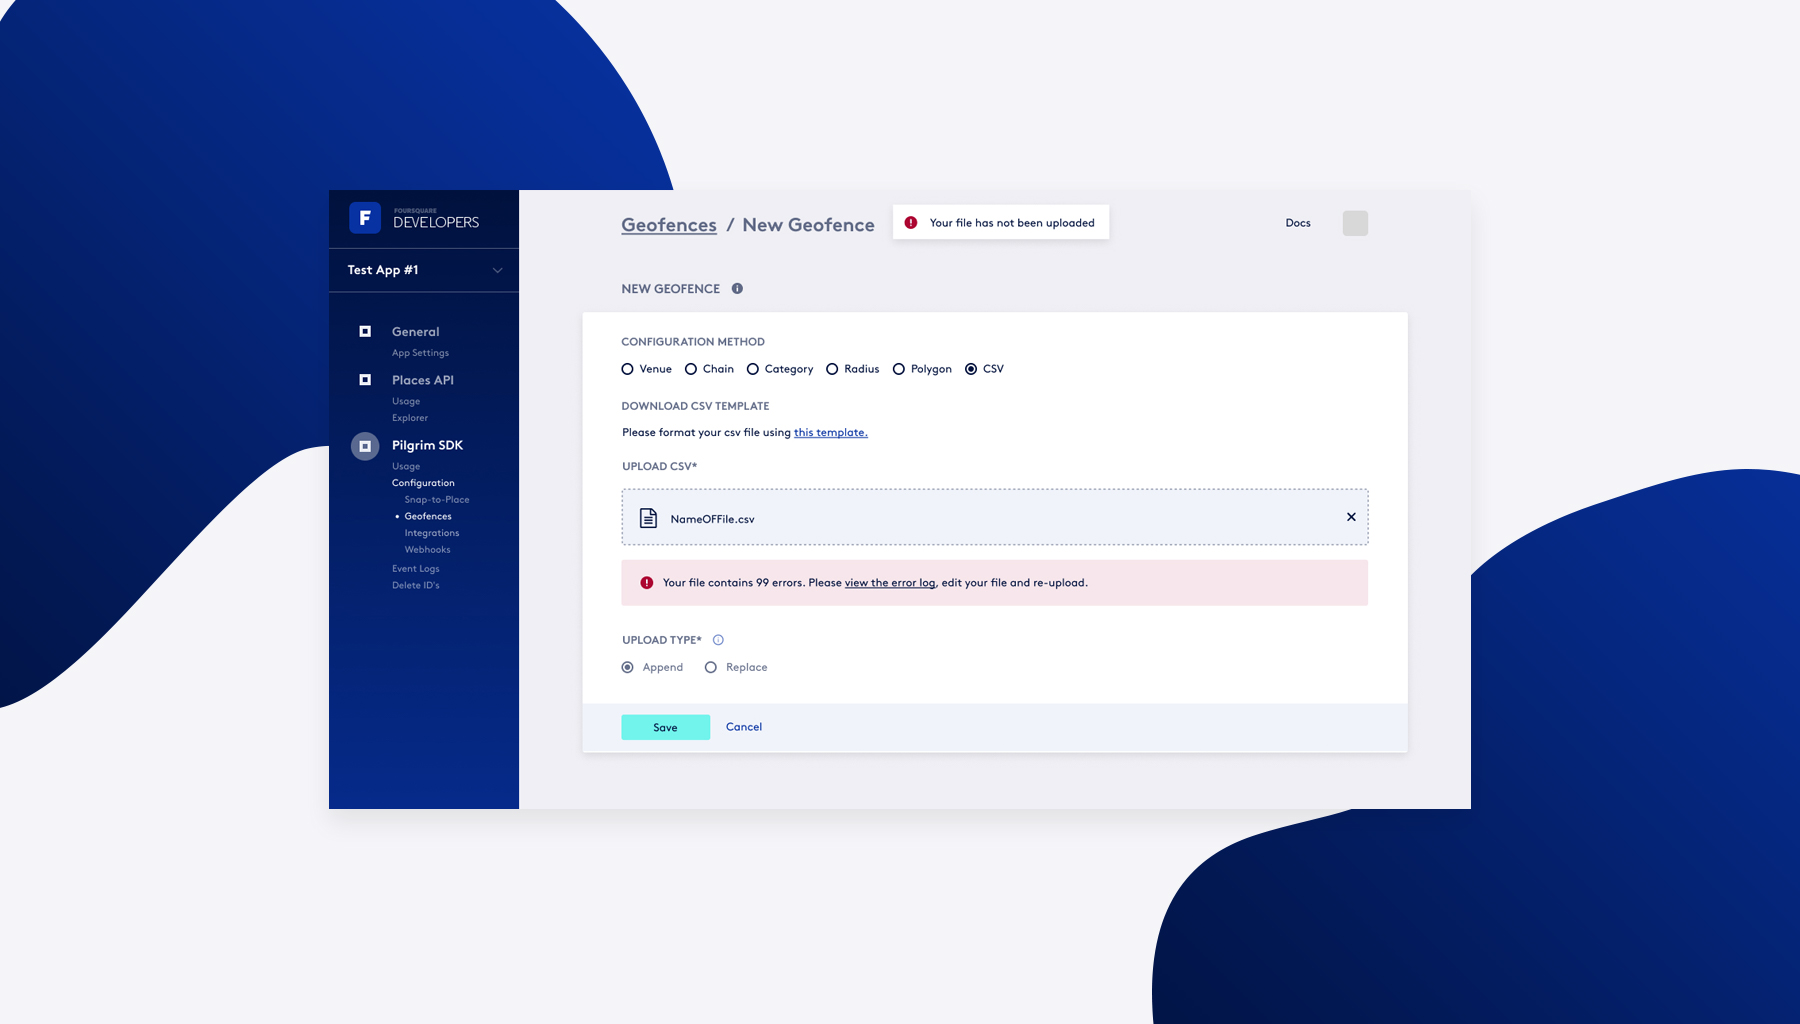 F
FOURSQUARE
DEVELOPERS
Test App #1
General
App Settings
Places API
Usage
Explorer
Pilgrim SDK
Usage
Configuration
Snap-to-Place
• Geofences
Integrations
Webhooks
Event Logs
Delete ID's
Geofences / New Geofence
Your file has not been uploaded
Docs
NEW GEOFENCE
CONFIGURATION METHOD
Venue Chain Category Radius Polygon CSV
DOWNLOAD CSV TEMPLATE
Please format your csv file using this template.
UPLOAD CSV*
NameOFFile.csv
Your file contains 99 errors. Please view the error log, edit your file and re-upload.
UPLOAD TYPE*
Append Replace
Save Cancel